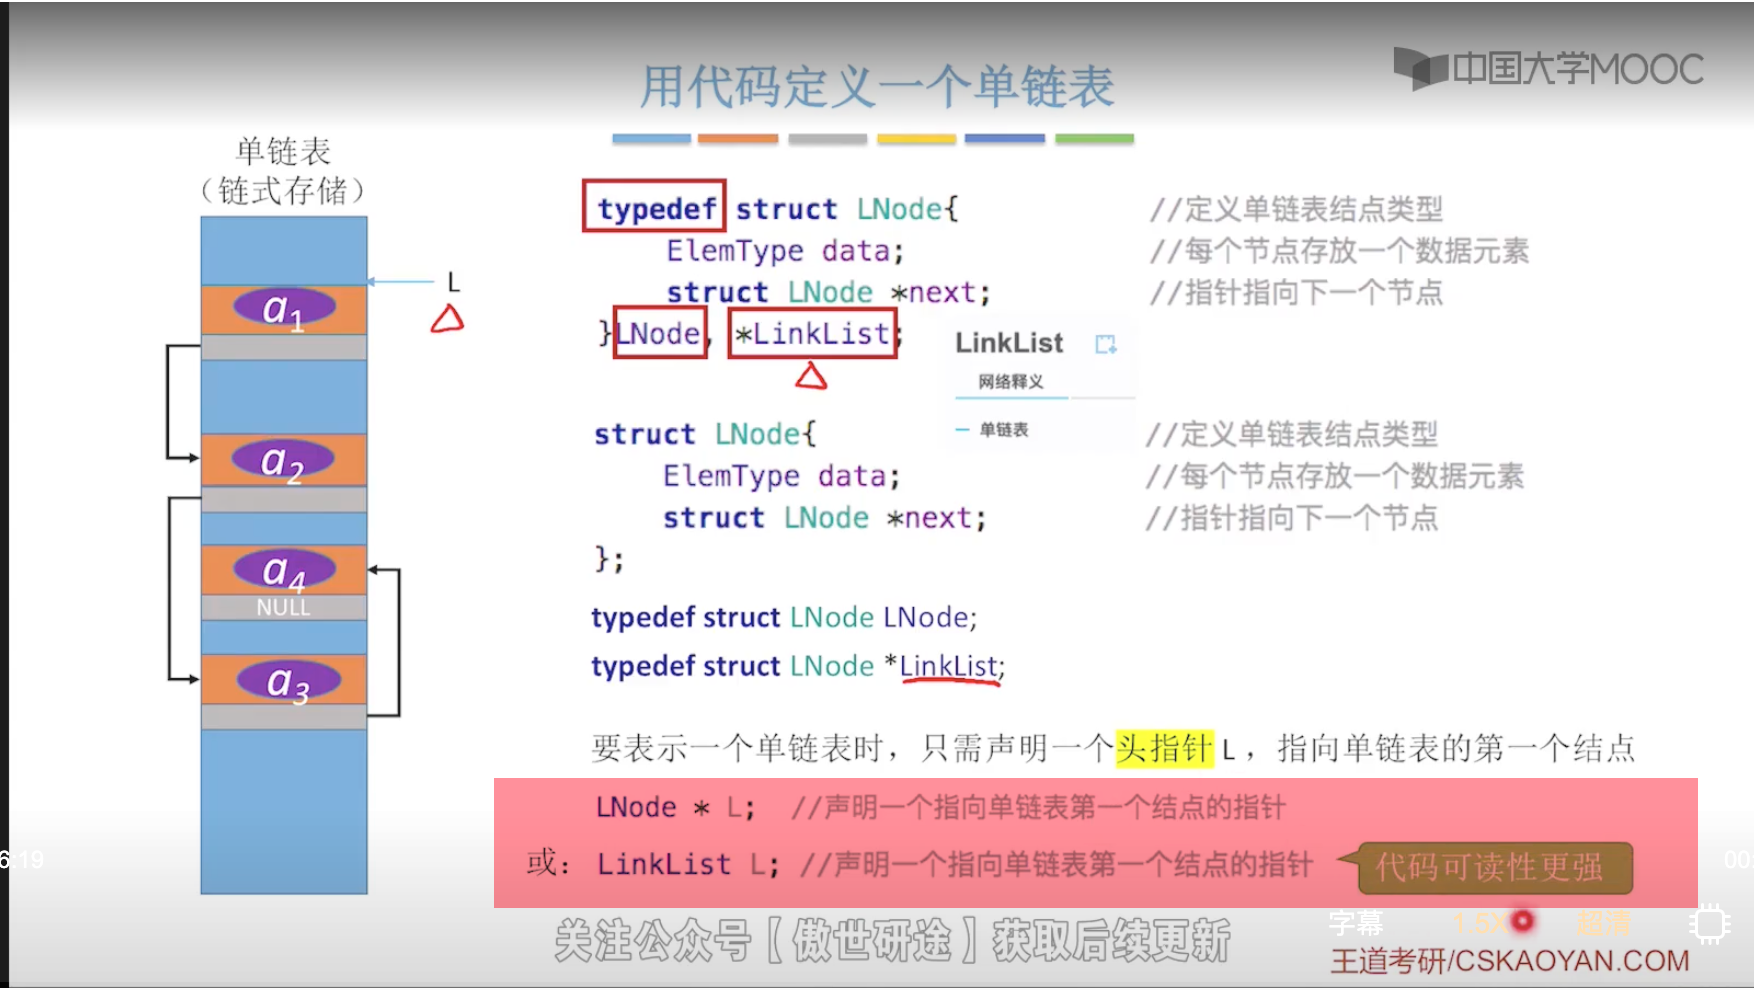 中国大学MOOC
用代码定义一个单链表
单链表
（链式存储）
L
a1
a2
a4
NULL
a3
typedef struct LNode{ //定义单链表结点类型
ElemType data; //每个节点存放一个数据元素
struct LNode *next; //指针指向下一个节点
}LNode, *LinkList;
LinkList
网络释义
单链表
struct LNode{ //定义单链表结点类型
ElemType data; //每个节点存放一个数据元素
struct LNode *next; //指针指向下一个节点
};
typedef struct LNode LNode;
typedef struct LNode *LinkList;
要表示一个单链表时，只需声明一个头指针 L ，指向单链表的第一个结点
LNode * L; //声明一个指向单链表第一个结点的指针
或： LinkList L; //声明一个指向单链表第一个结点的指针
代码可读性更强
6:19
00
字幕 1.5X 超清
关注公众号【傲世研途】获取后续更新
王道考研/CSKAOYAN.COM